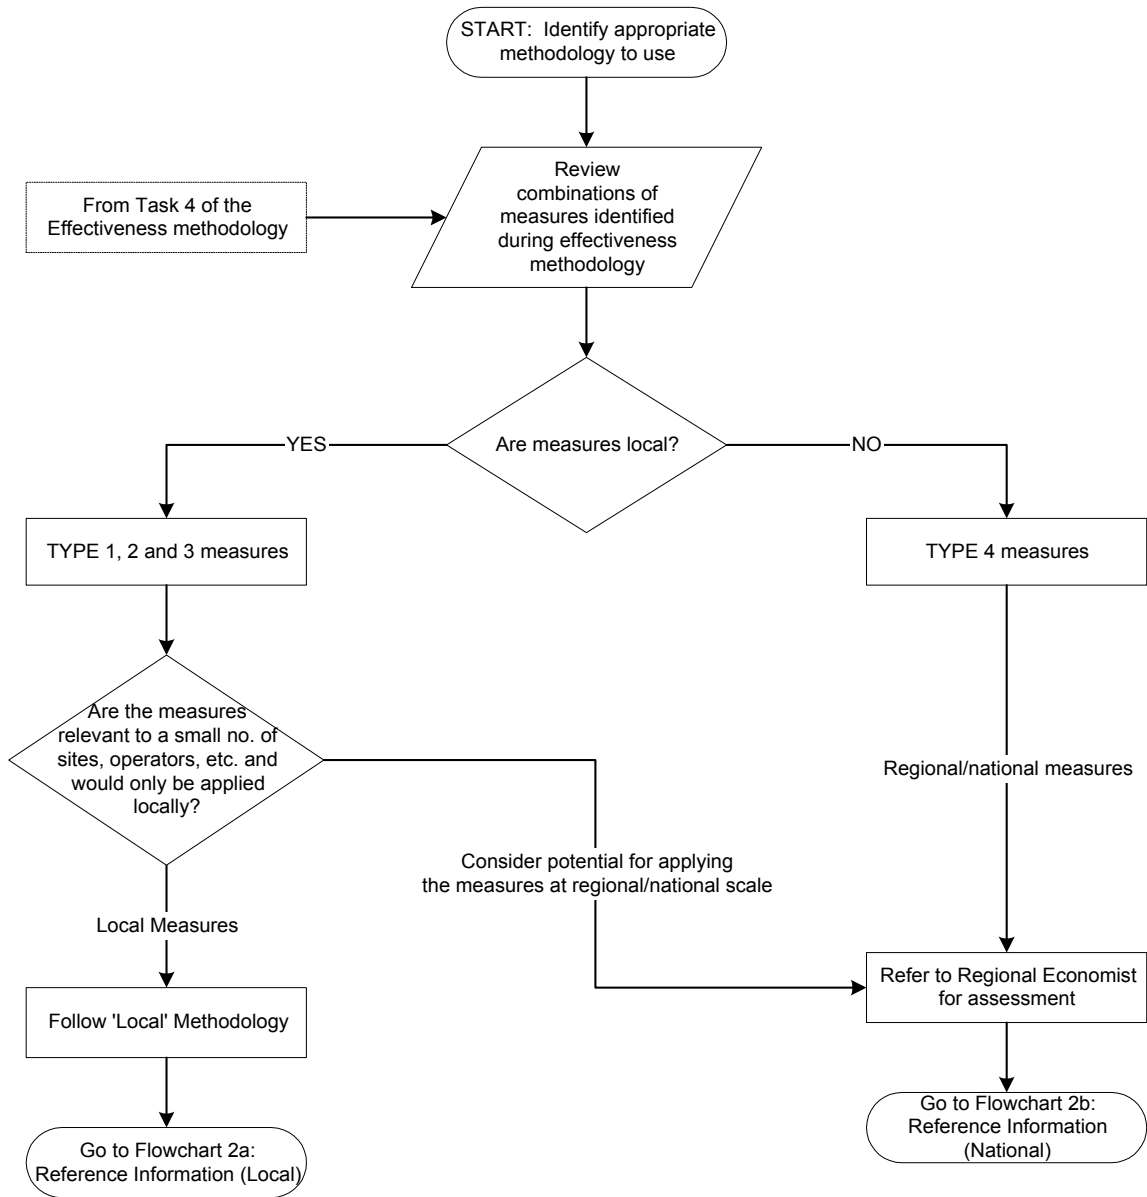 START:  Identify appropriate
methodology to use
Review
combinations of
measures identified
during effectiveness
methodology
From Task 4 of the
Effectiveness methodology
Are measures local?
YES
NO
TYPE 1, 2 and 3 measures
TYPE 4 measures
Are the measures
relevant to a small no. of
sites, operators, etc. and
would only be applied
locally?
Regional/national measures
Consider potential for applying
the measures at regional/national scale
Local Measures
Refer to Regional Economist
for assessment
Follow 'Local' Methodology
Go to Flowchart 2b:
Reference Information
(National)
Go to Flowchart 2a:
Reference Information (Local)